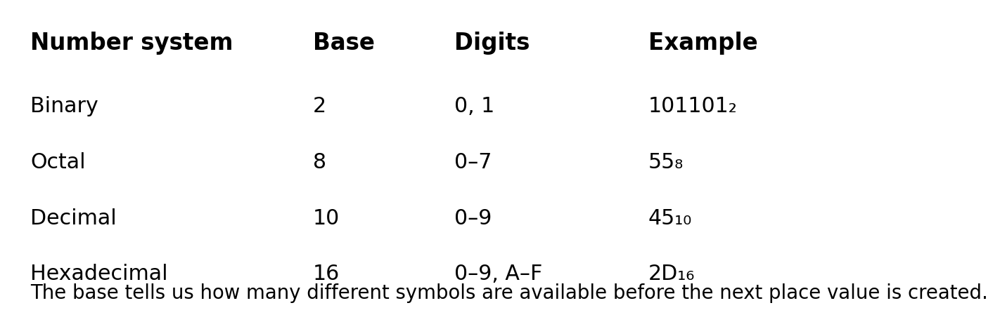 Number system Base Digits Example
Binary 2 0, 1 101101₂
Octal 8 0–7 55₈
Decimal 10 0–9 45₁₀
Hexadecimal 16 0–9, A–F 2D₁₆
The base tells us how many different symbols are available before the next place value is created.